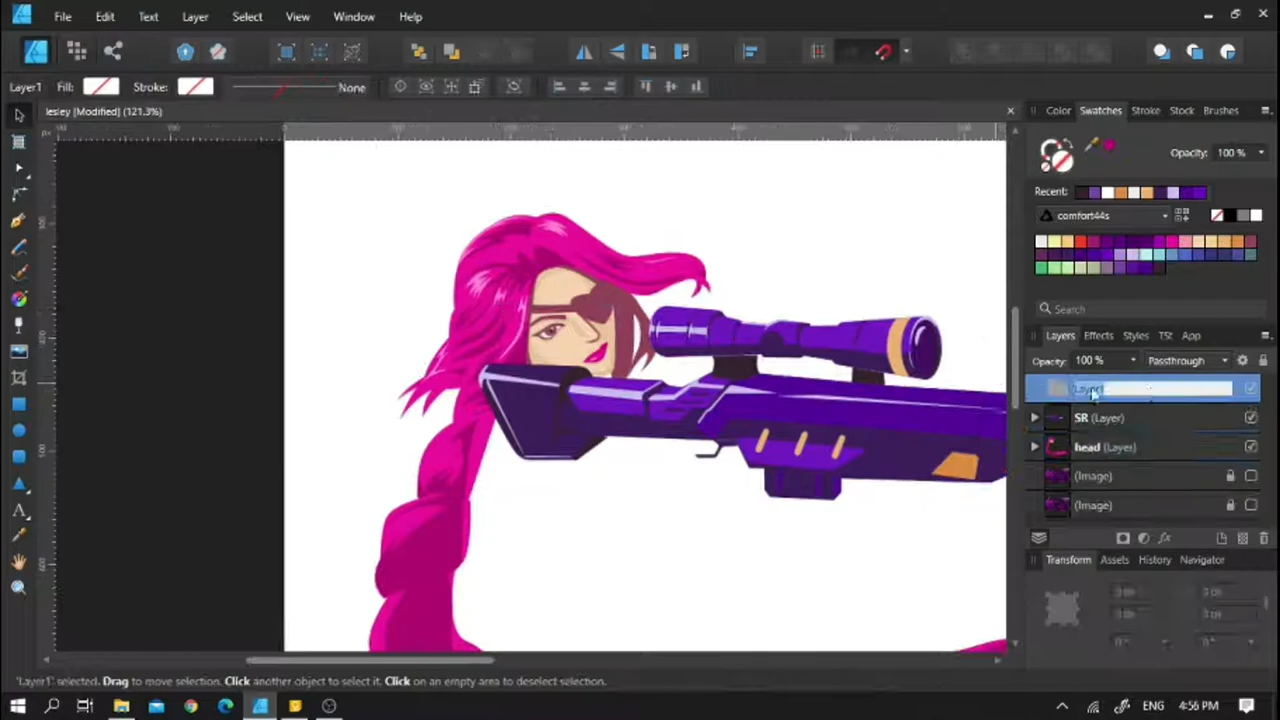 File Edit Text Layer Select View Window Help
Layer1 Fill: Stroke: None
lesley [Modified] (121.3%)
px
Color Swatches Stock Stroke Brushes
Opacity: 100 %
Recent:
comfort44s
Search
Layers Effects Styles TSt App
Opacity: 100 % Passthrough
(Layer)
SR (Layer)
head (Layer)
(Image)
(Image)
Transform Assets History Navigator
'Layer1' selected. Drag to move selection. Click another object to select it. Click on an empty area to deselect selection.
ENG 4:56 PM